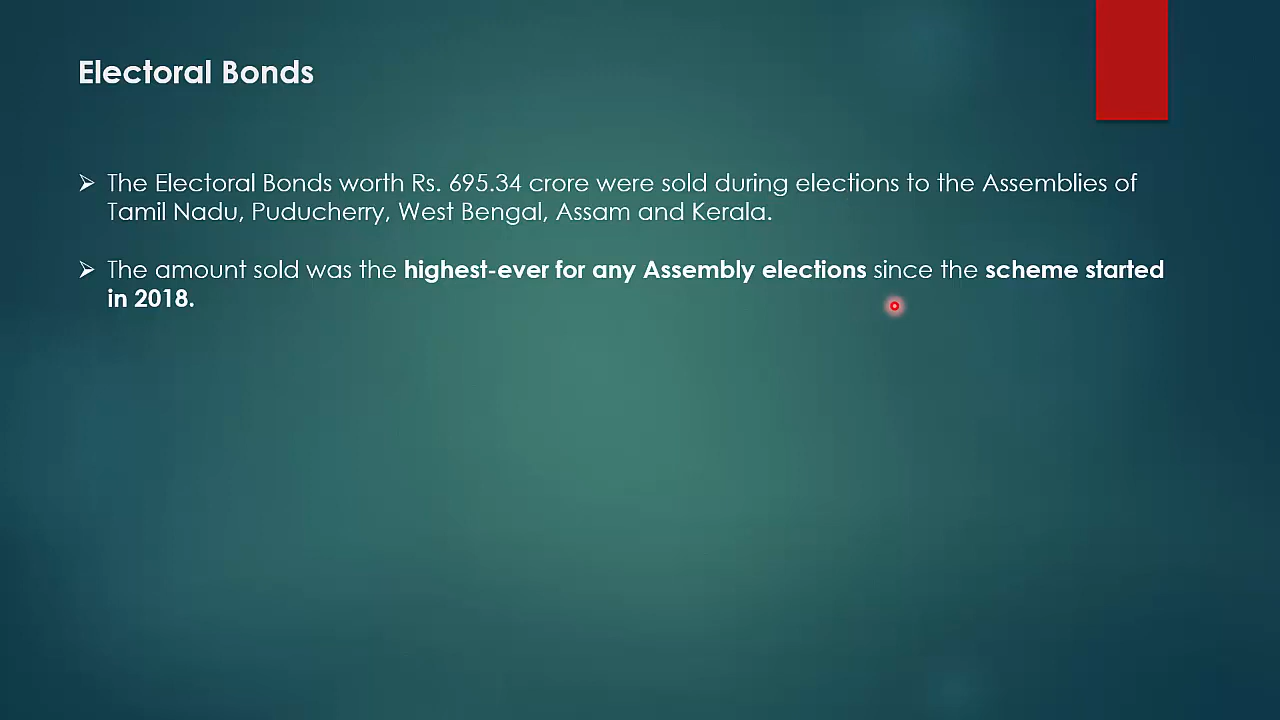 Electoral Bonds
➢ The Electoral Bonds worth Rs. 695.34 crore were sold during elections to the Assemblies of
Tamil Nadu, Puducherry, West Bengal, Assam and Kerala.
➢ The amount sold was the highest-ever for any Assembly elections since the scheme started
in 2018.